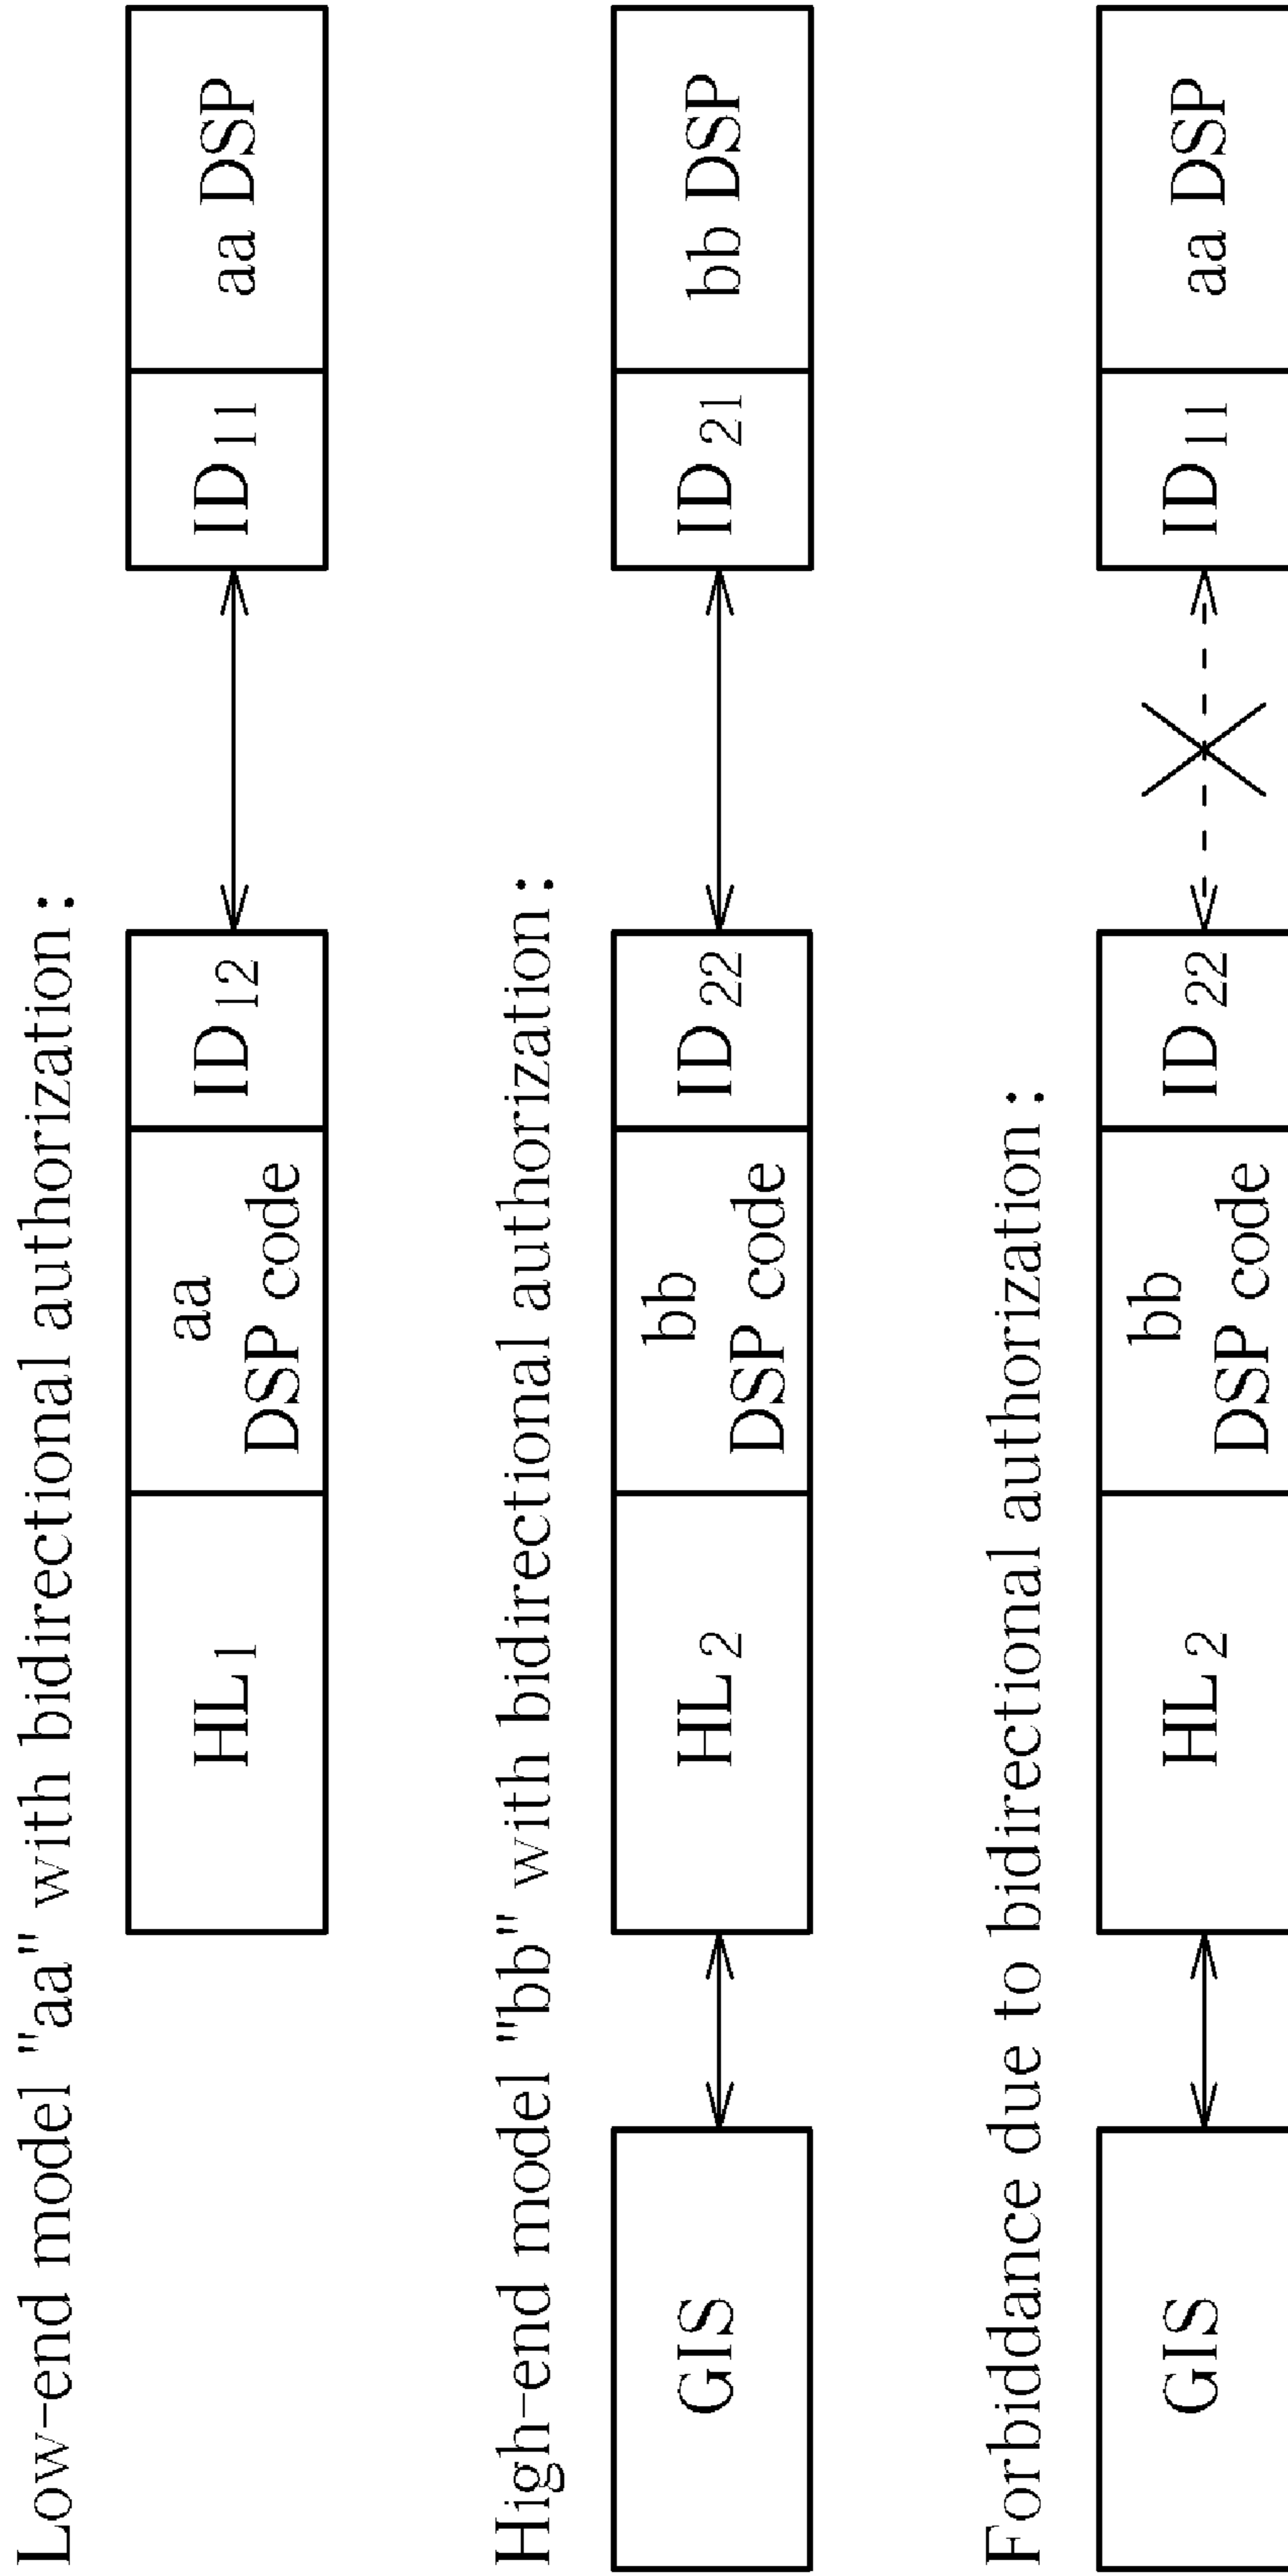 Low-end model "aa" with bidirectional authorization :
HL1
aa
DSP code
ID12
ID11
aa DSP
High-end model "bb" with bidirectional authorization :
GIS
HL2
bb
DSP code
ID22
ID21
bb DSP
Forbiddance due to bidirectional authorization :
GIS
HL2
bb
DSP code
ID22
ID11
aa DSP